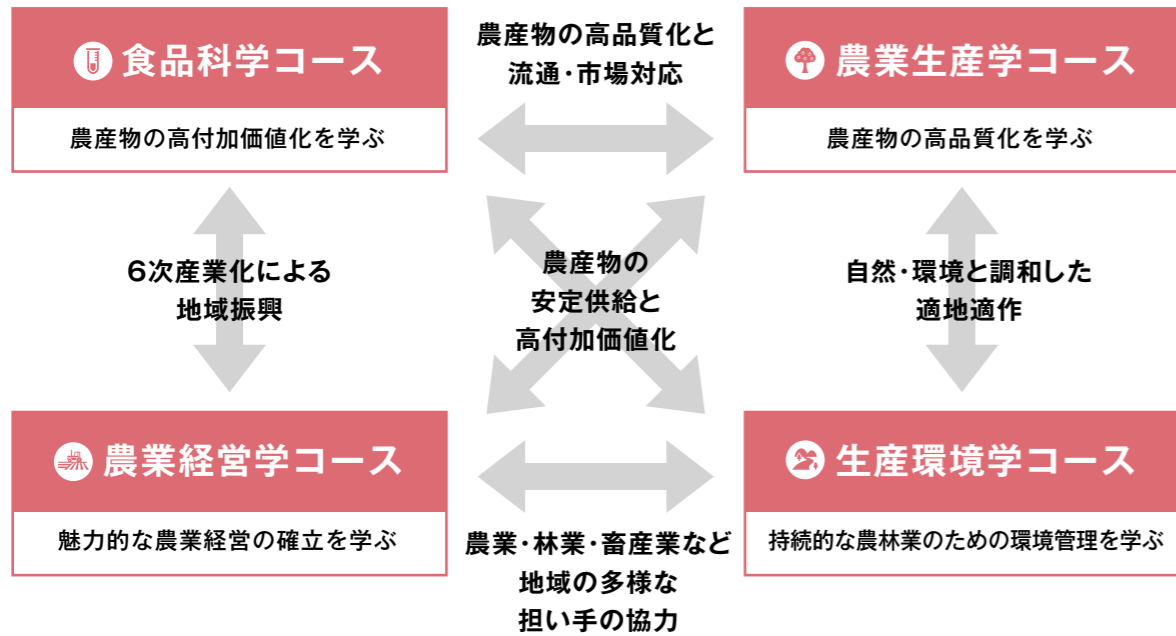 食品科学コース
農産物の高付加価値化を学ぶ
農産物の高品質化と
流通・市場対応
農業生産学コース
農産物の高品質化を学ぶ
6次産業化による
地域振興
農産物の
安定供給と
高付加価値化
自然・環境と調和した
適地適作
農業経営学コース
魅力的な農業経営の確立を学ぶ
農業・林業・畜産業など
地域の多様な
担い手の協力
生産環境学コース
持続的な農林業のための環境管理を学ぶ